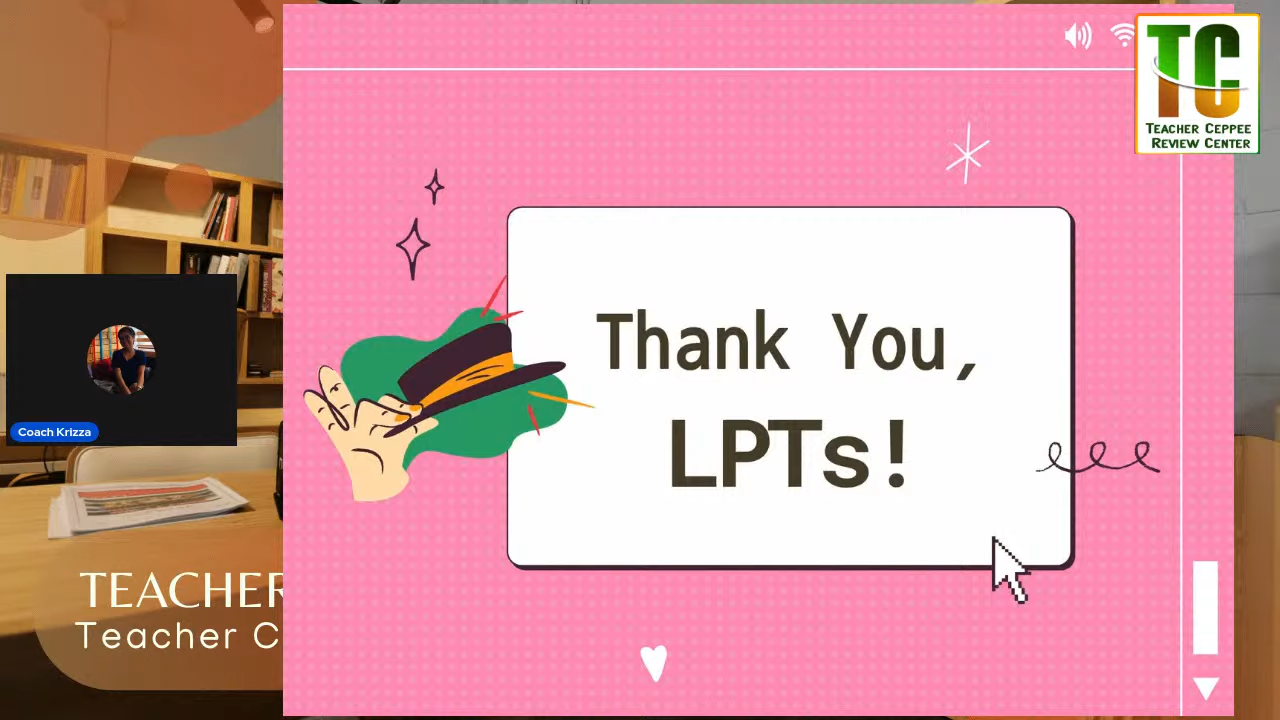 TC
TEACHER CEPPEE
REVIEW CENTER
Thank You,
LPTs!
Coach Krizza
TEACHER
Teacher C